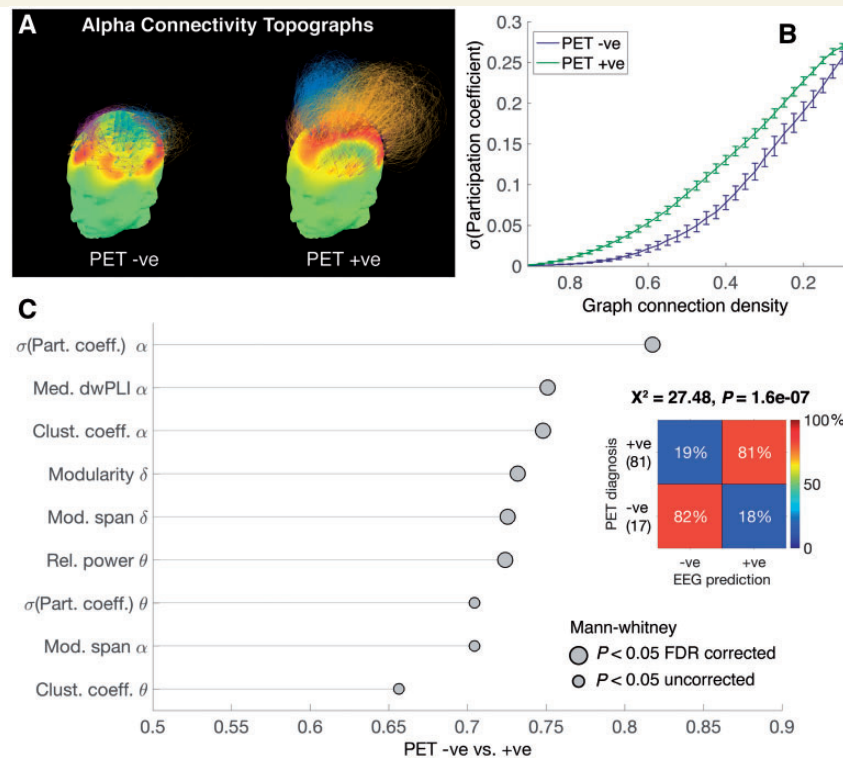 A
Alpha Connectivity Topographs
PET -ve
PET +ve
B
PET -ve
PET +ve
σ(Participation coefficient)
0.3
0.25
0.2
0.15
0.1
0.05
0
0.8
0.6
0.4
0.2
Graph connection density
C
σ(Part. coeff.) α
Med. dwPLI α
Clust. coeff. α
Modularity δ
Mod. span δ
Rel. power θ
σ(Part. coeff.) θ
Mod. span α
Clust. coeff. θ
0.5
0.55
0.6
0.65
0.7
0.75
0.8
0.85
0.9
PET -ve vs. +ve
X² = 27.48, P = 1.6e-07
PET diagnosis
+ve
(81)
-ve
(17)
19%
81%
82%
18%
-ve
+ve
EEG prediction
100%
50
0
Mann-whitney
P < 0.05 FDR corrected
P < 0.05 uncorrected